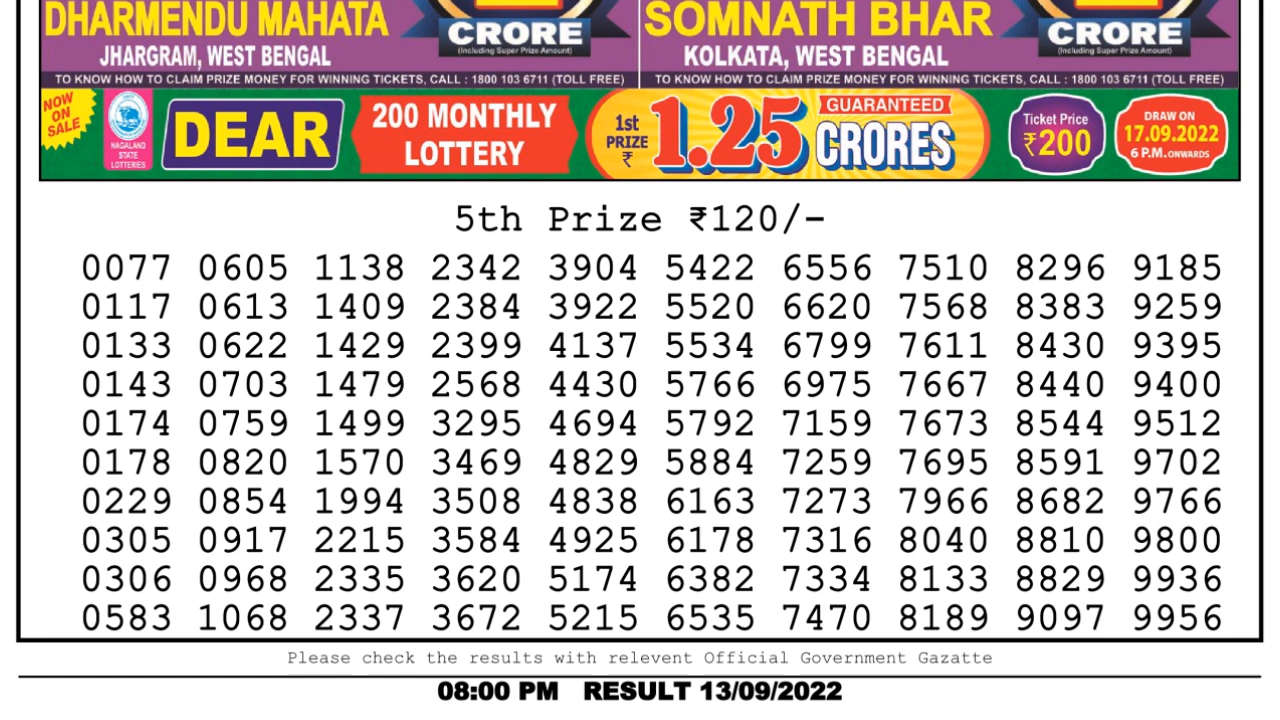 DHARMENDU MAHATA
JHARGRAM, WEST BENGAL
CRORE
(Including Super Prize Amount)
SOMNATH BHAR
KOLKATA, WEST BENGAL
CRORE
(Including Super Prize Amount)
TO KNOW HOW TO CLAIM PRIZE MONEY FOR WINNING TICKETS, CALL : 1800 103 6711 (TOLL FREE)
TO KNOW HOW TO CLAIM PRIZE MONEY FOR WINNING TICKETS, CALL : 1800 103 6711 (TOLL FREE)
NOW
ON
SALE
NAGALAND
STATE
LOTTERIES
DEAR
200 MONTHLY
LOTTERY
1st
PRIZE
₹
1.25
GUARANTEED
CRORES
Ticket Price
₹200
DRAW ON
17.09.2022
6 P.M. ONWARDS
5th Prize ₹120/-
0077 0605 1138 2342 3904 5422 6556 7510 8296 9185
0117 0613 1409 2384 3922 5520 6620 7568 8383 9259
0133 0622 1429 2399 4137 5534 6799 7611 8430 9395
0143 0703 1479 2568 4430 5766 6975 7667 8440 9400
0174 0759 1499 3295 4694 5792 7159 7673 8544 9512
0178 0820 1570 3469 4829 5884 7259 7695 8591 9702
0229 0854 1994 3508 4838 6163 7273 7966 8682 9766
0305 0917 2215 3584 4925 6178 7316 8040 8810 9800
0306 0968 2335 3620 5174 6382 7334 8133 8829 9936
0583 1068 2337 3672 5215 6535 7470 8189 9097 9956
Please check the results with relevent Official Government Gazatte
08:00 PM RESULT 13/09/2022